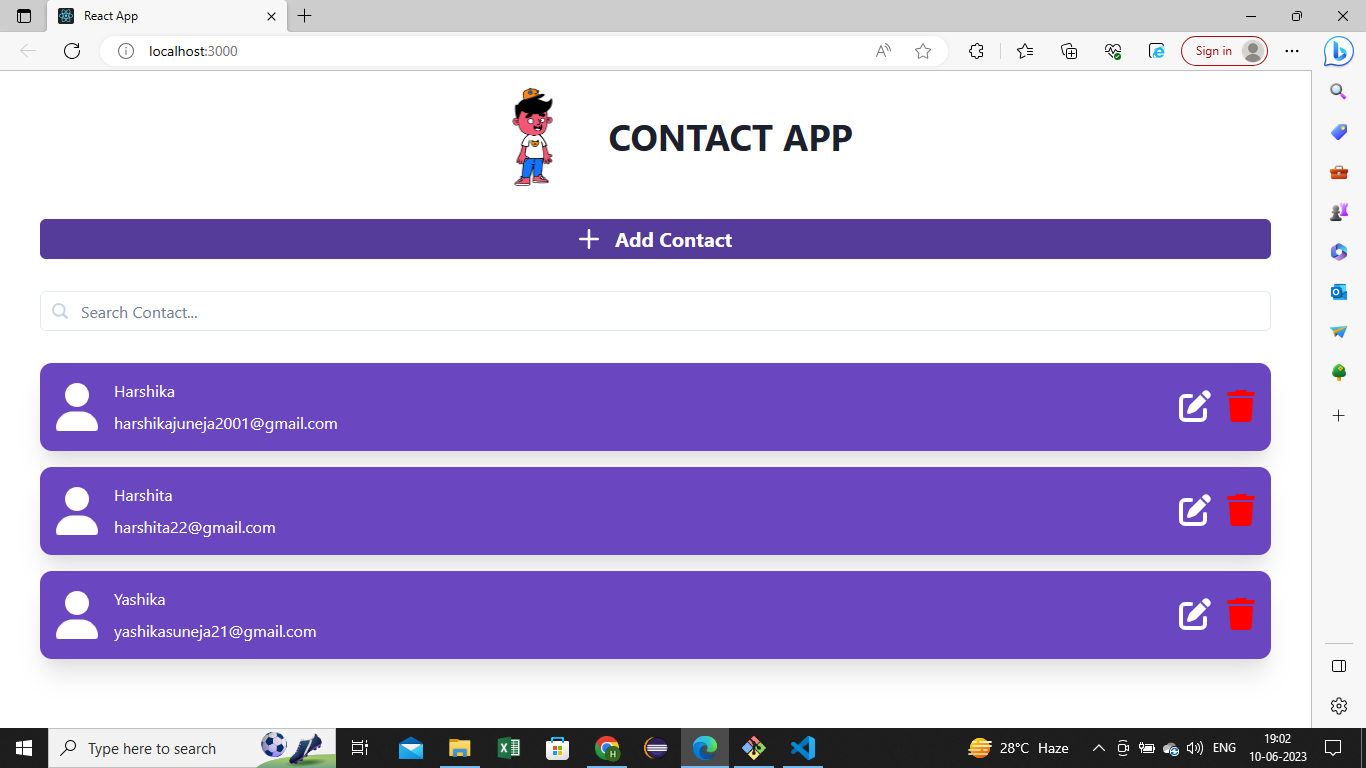 React App
localhost:3000
Sign in
CONTACT APP
Add Contact
Search Contact...
Harshika
harshikajuneja2001@gmail.com
Harshita
harshita22@gmail.com
Yashika
yashikasuneja21@gmail.com
Type here to search
28°C Haze
ENG
19:02
10-06-2023